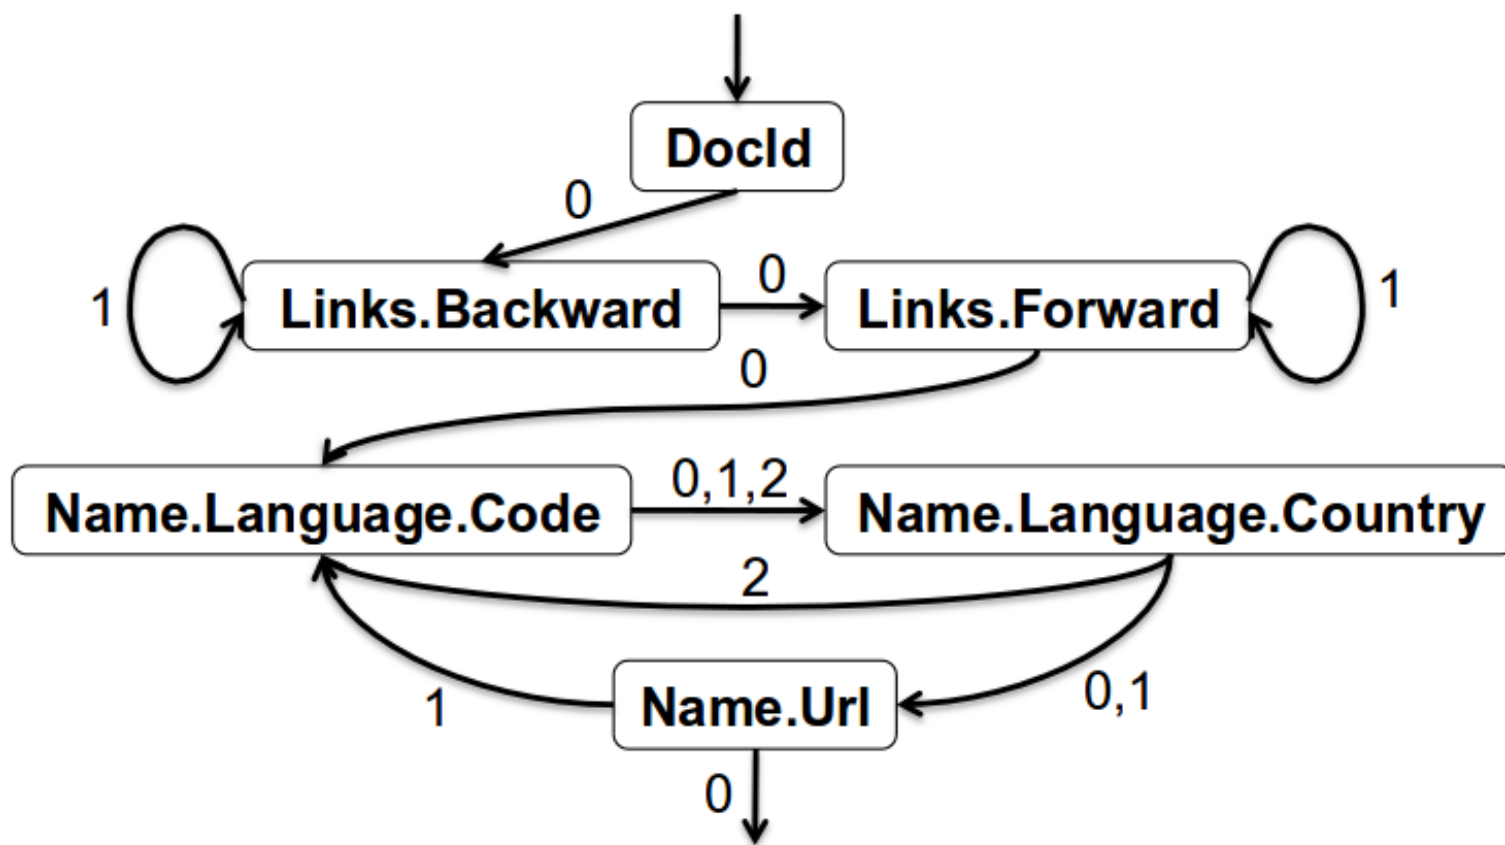 DocId
0
Links.Backward
0
Links.Forward
1
1
0
Name.Language.Code
0,1,2
Name.Language.Country
2
Name.Url
1
0,1
0